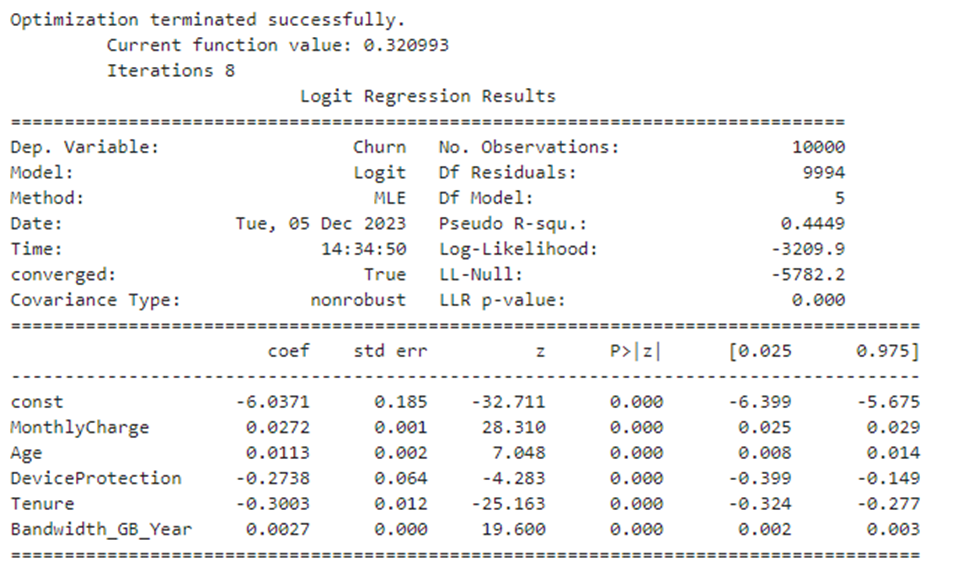 Optimization terminated successfully.
Current function value: 0.320993
Iterations 8
Logit Regression Results
==============================================================================
Dep. Variable: Churn No. Observations: 10000
Model: Logit Df Residuals: 9994
Method: MLE Df Model: 5
Date: Tue, 05 Dec 2023 Pseudo R-squ.: 0.4449
Time: 14:34:50 Log-Likelihood: -3209.9
converged: True LL-Null: -5782.2
Covariance Type: nonrobust LLR p-value: 0.000
=====================================================================================
coef std err z P>|z| [0.025 0.975]
-------------------------------------------------------------------------------------
const -6.0371 0.185 -32.711 0.000 -6.399 -5.675
MonthlyCharge 0.0272 0.001 28.310 0.000 0.025 0.029
Age 0.0113 0.002 7.048 0.000 0.008 0.014
DeviceProtection -0.2738 0.064 -4.283 0.000 -0.399 -0.149
Tenure -0.3003 0.012 -25.163 0.000 -0.324 -0.277
Bandwidth_GB_Year 0.0027 0.000 19.600 0.000 0.002 0.003
=====================================================================================